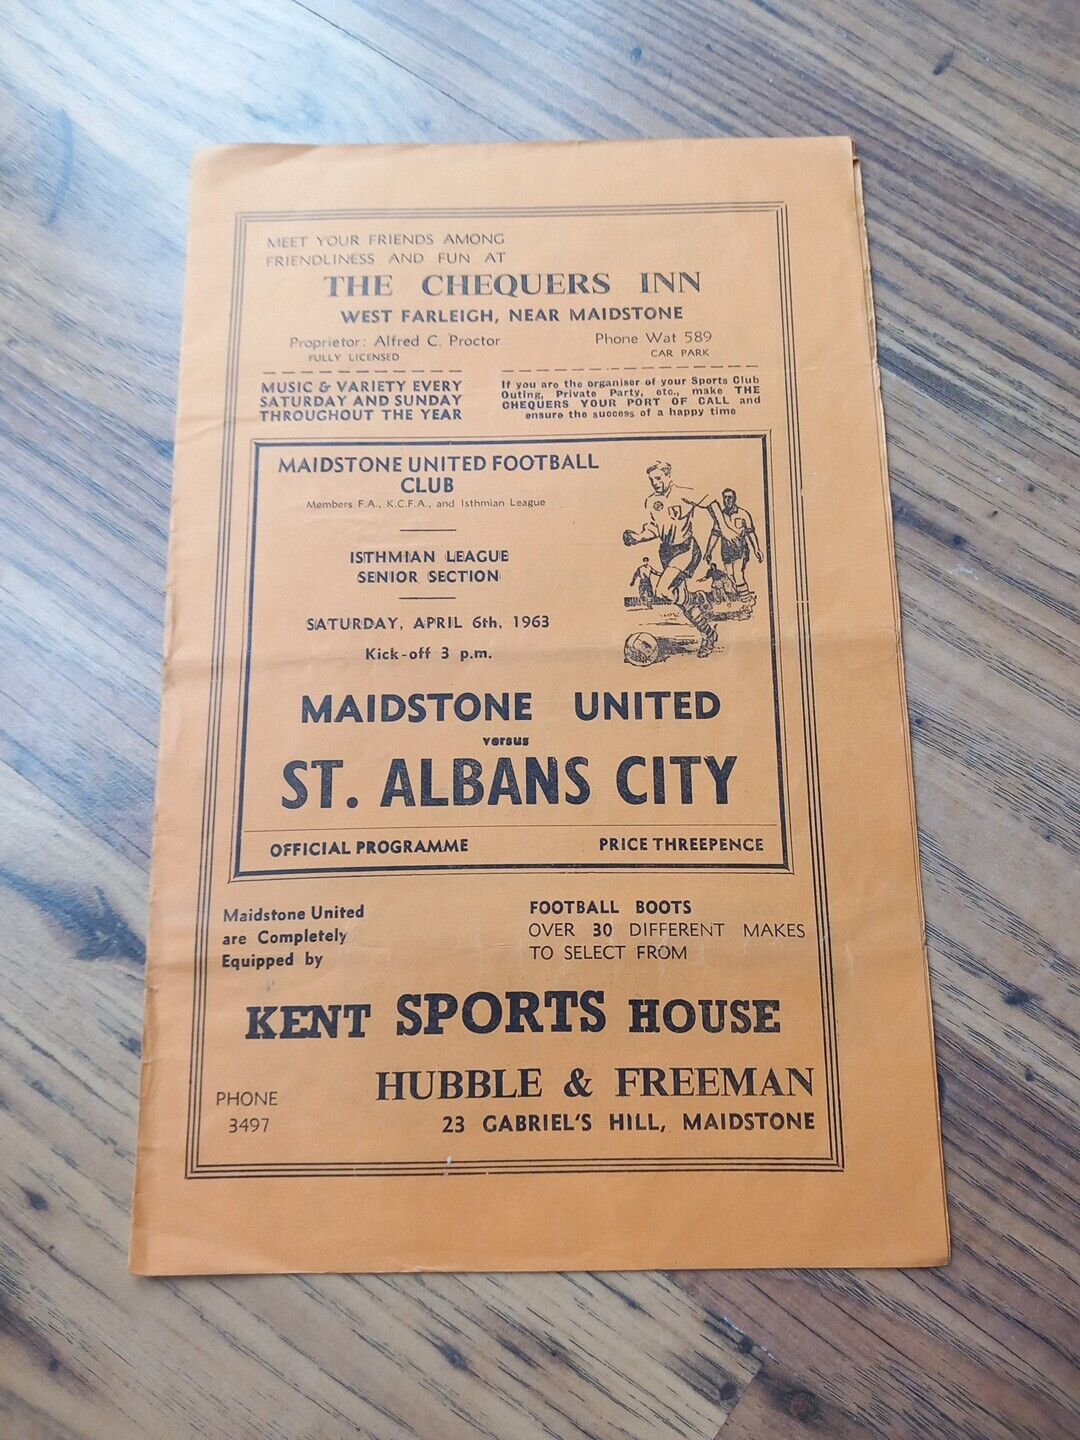 MEET YOUR FRIENDS AMONG
FRIENDLINESS AND FUN AT
THE CHEQUERS INN
WEST FARLEIGH, NEAR MAIDSTONE
Proprietor: Alfred C. Proctor
FULLY LICENSED
Phone Wat 589
CAR PARK
MUSIC & VARIETY EVERY
SATURDAY AND SUNDAY
THROUGHOUT THE YEAR
If you are the organiser of your Sports Club
Outing, Private Party, etc., make THE
CHEQUERS YOUR PORT OF CALL and
ensure the success of a happy time
MAIDSTONE UNITED FOOTBALL
CLUB
Members F.A., K.C.F.A., and Isthmian League
ISTHMIAN LEAGUE
SENIOR SECTION
SATURDAY, APRIL 6th, 1963
Kick-off 3 p.m.
MAIDSTONE UNITED
versus
ST. ALBANS CITY
OFFICIAL PROGRAMME
PRICE THREEPENCE
Maidstone United
are Completely
Equipped by
FOOTBALL BOOTS
OVER 30 DIFFERENT MAKES
TO SELECT FROM
KENT SPORTS HOUSE
HUBBLE & FREEMAN
PHONE
3497
23 GABRIEL'S HILL, MAIDSTONE